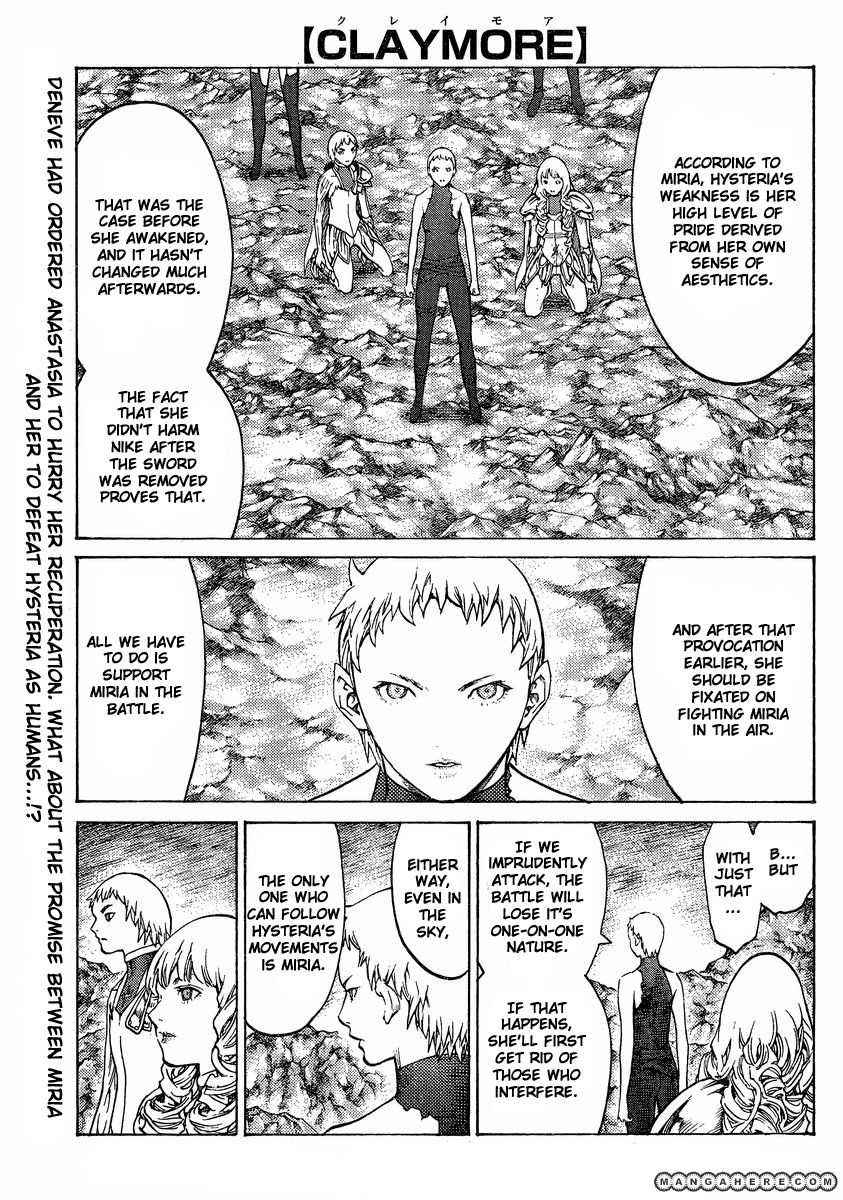 クレイモア
【CLAYMORE】
DENEVE HAD ORDERED ANASTASIA TO HURRY HER RECUPERATION. WHAT ABOUT THE PROMISE BETWEEN MIRIA
AND HER TO DEFEAT HYSTERIA AS HUMANS...!?
ACCORDING TO
MIRIA, HYSTERIA'S
WEAKNESS IS HER
HIGH LEVEL OF
PRIDE DERIVED
FROM HER OWN
SENSE OF
AESTHETICS.
THAT WAS THE
CASE BEFORE
SHE AWAKENED,
AND IT HASN'T
CHANGED MUCH
AFTERWARDS.
THE FACT
THAT SHE
DIDN'T HARM
NIKE AFTER
THE SWORD
WAS REMOVED
PROVES THAT.
AND AFTER THAT
PROVOCATION
EARLIER, SHE
SHOULD BE
FIXATED ON
FIGHTING MIRIA
IN THE AIR.
ALL WE HAVE
TO DO IS
SUPPORT
MIRIA IN THE
BATTLE.
B...
BUT
WITH
JUST
THAT
...
IF WE
IMPRUDENTLY
ATTACK, THE
BATTLE WILL
LOSE IT'S
ONE-ON-ONE
NATURE.
IF THAT
HAPPENS,
SHE'LL FIRST
GET RID OF
THOSE WHO
INTERFERE.
EITHER
WAY,
EVEN IN
THE
SKY,
THE ONLY
ONE WHO
CAN FOLLOW
HYSTERIA'S
MOVEMENTS
IS MIRIA.
MANGAHERE.COM